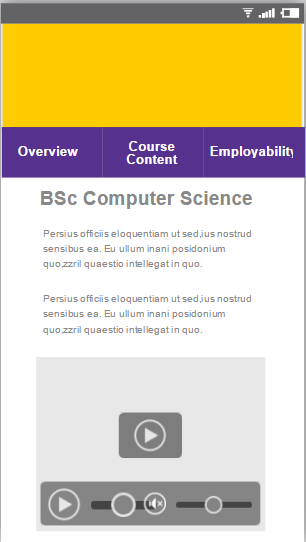 Overview
Course
Content
Employability
BSc Computer Science
Persius officiis eloquentiam ut sed,ius nostrud
sensibus ea. Eu ullum inani posidonium
quo,zzril quaestio intellegat in quo.
Persius officiis eloquentiam ut sed,ius nostrud
sensibus ea. Eu ullum inani posidonium
quo,zzril quaestio intellegat in quo.